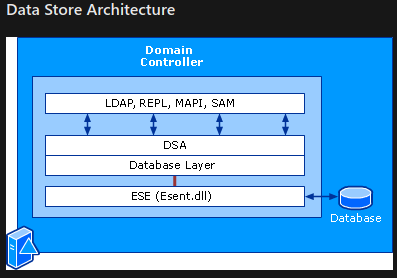 Data Store Architecture
Domain
Controller
LDAP, REPL, MAPI, SAM
DSA
Database Layer
ESE (Esent.dll)
Database